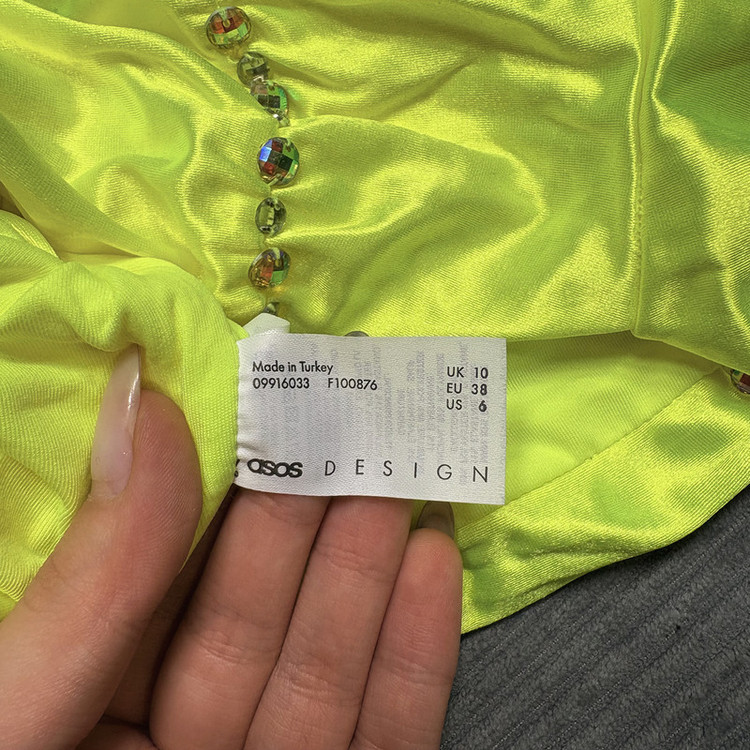 Made in Turkey
09916033 F100876
UK 10
EU 38
US 6
asos DESIGN